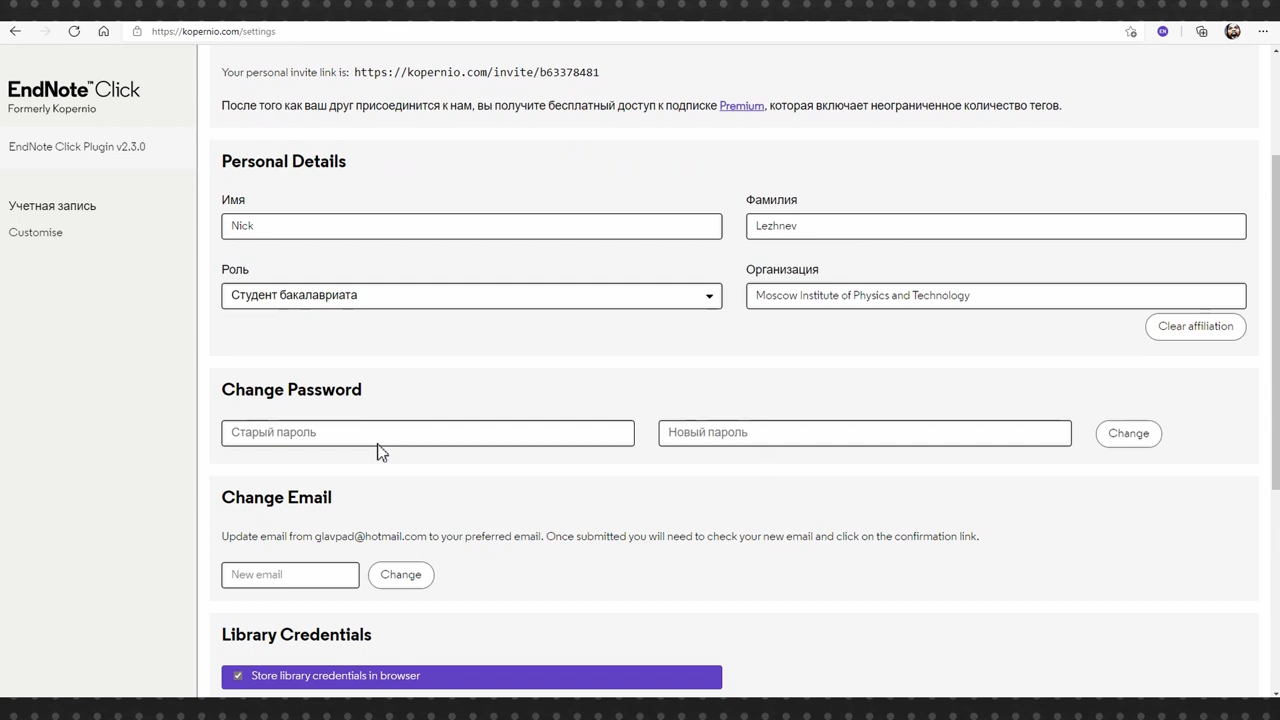 https://kopernio.com/settings
EN
EndNote™ Click
Formerly Kopernio
EndNote Click Plugin v2.3.0
Учетная запись
Customise
Your personal invite link is: https://kopernio.com/invite/b63378481
После того как ваш друг присоединится к нам, вы получите бесплатный доступ к подписке Premium, которая включает неограниченное количество тегов.
Personal Details
Имя
Фамилия
Nick
Lezhnev
Роль
Организация
Студент бакалавриата
Moscow Institute of Physics and Technology
Clear affiliation
Change Password
Старый пароль
Новый пароль
Change
Change Email
Update email from glavpad@hotmail.com to your preferred email. Once submitted you will need to check your new email and click on the confirmation link.
New email
Change
Library Credentials
Store library credentials in browser